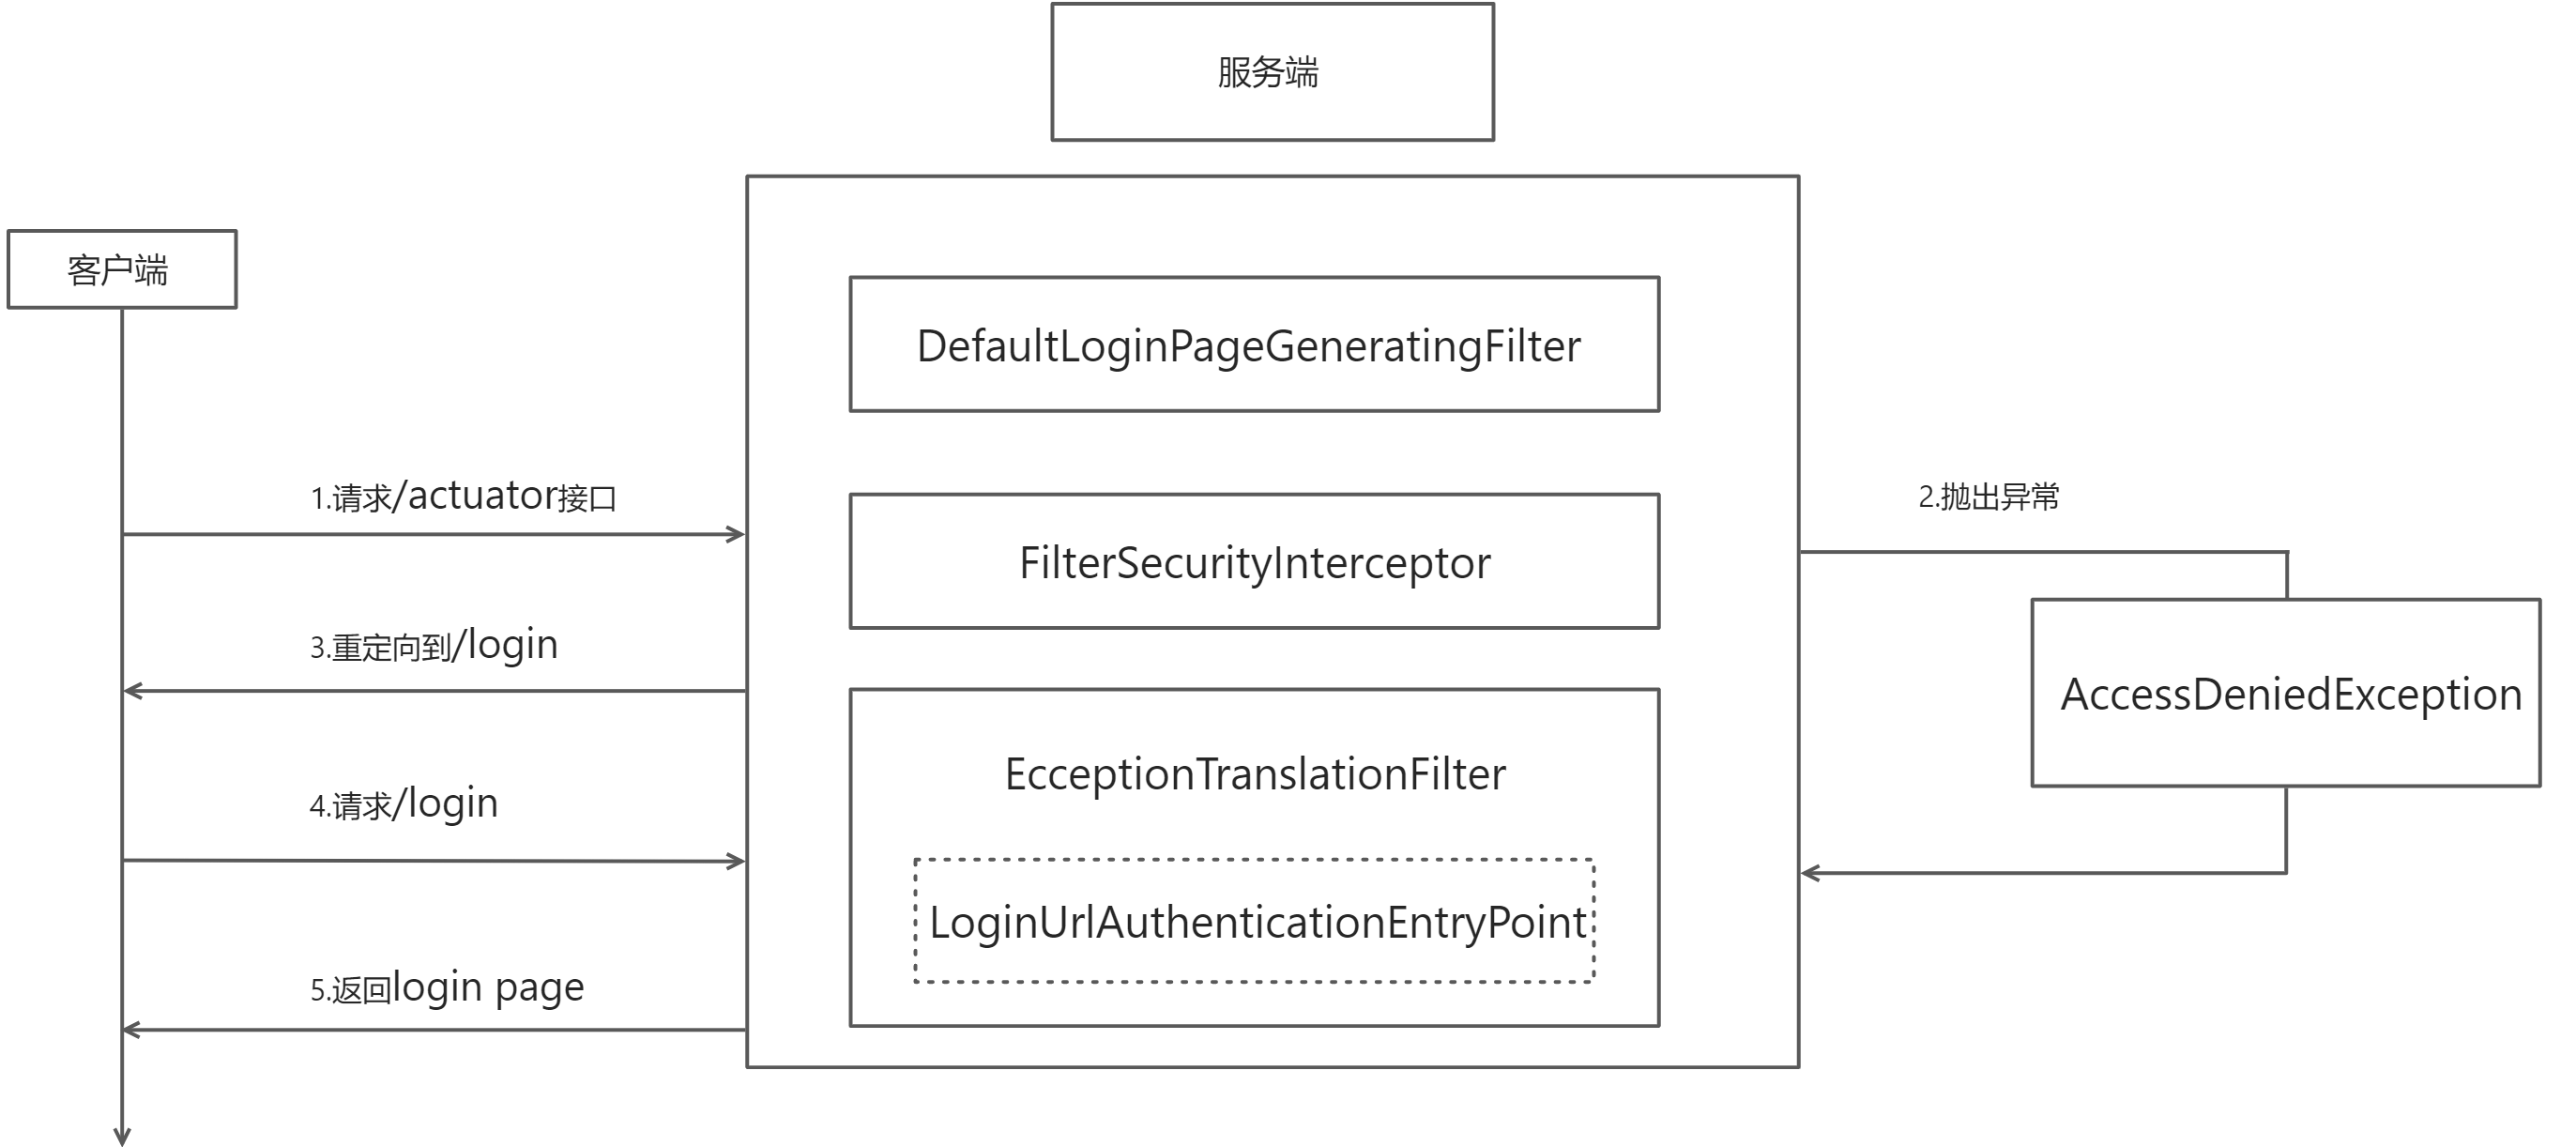 服务端
客户端
DefaultLoginPageGeneratingFilter
1.请求/actuator接口
2.抛出异常
FilterSecurityInterceptor
3.重定向到/login
AccessDeniedException
EcceptionTranslationFilter
4.请求/login
LoginUrlAuthenticationEntryPoint
5.返回login page